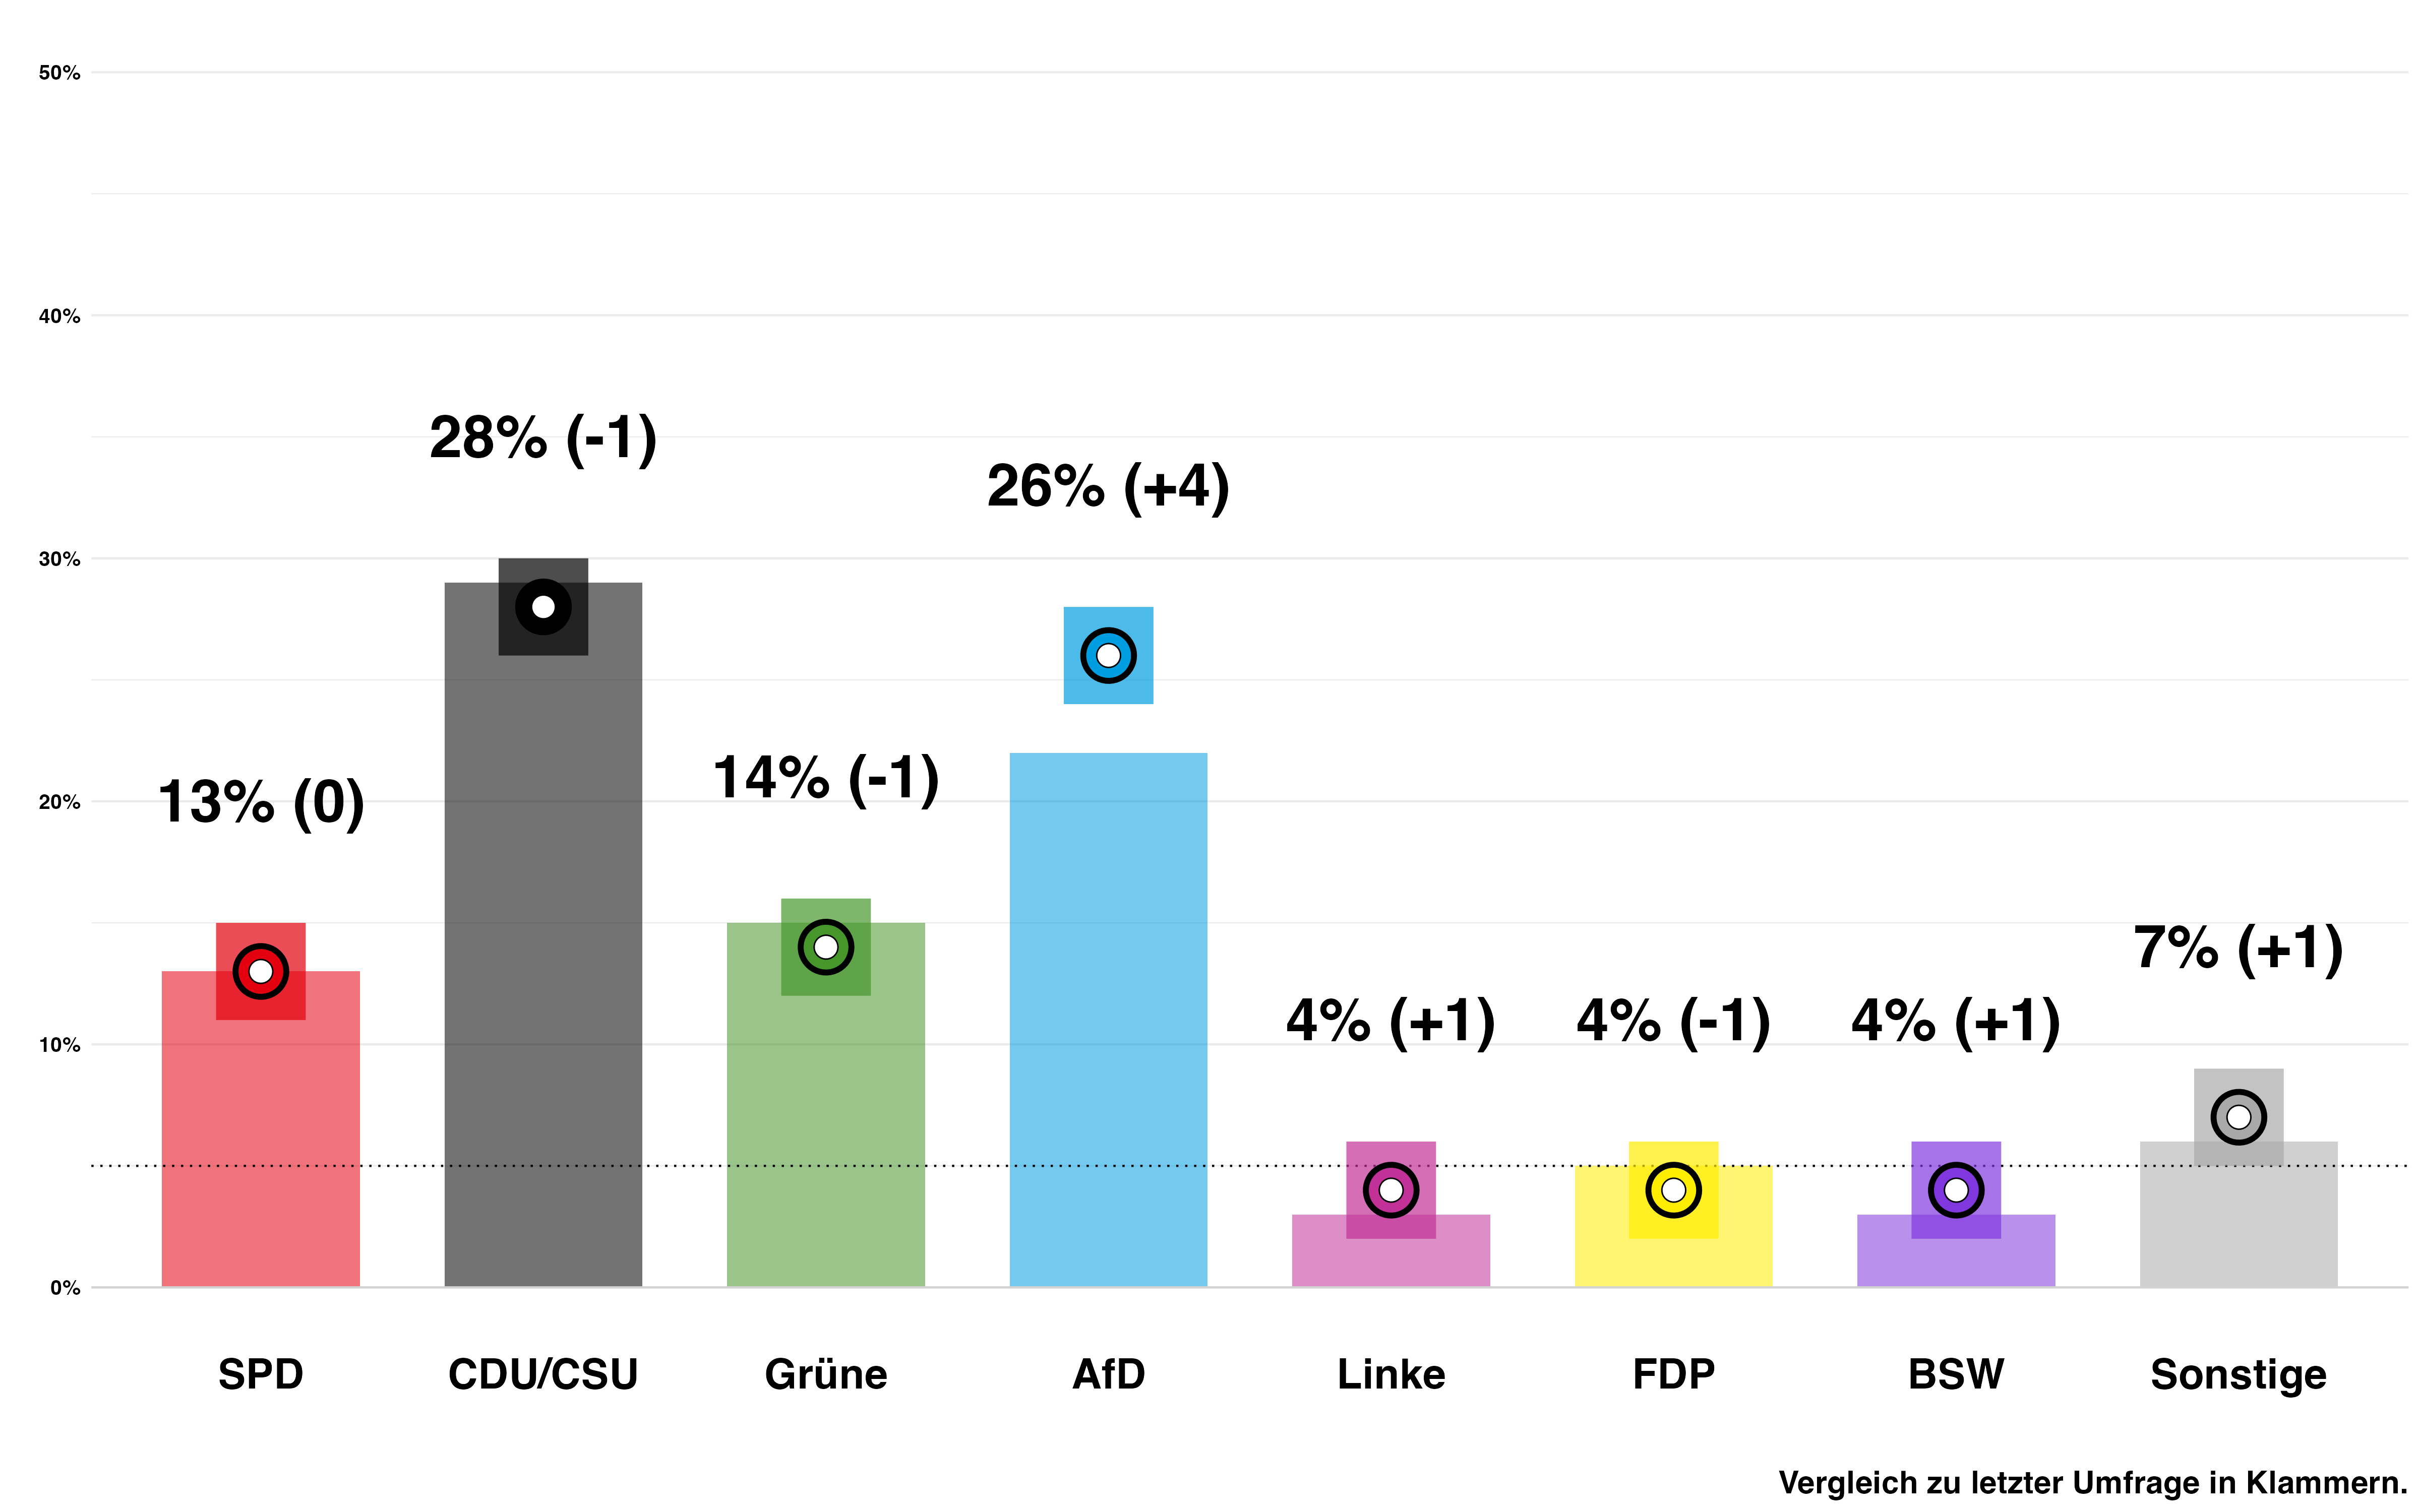 50%
40%
30%
20%
10%
0%
13% (0)
28% (-1)
14% (-1)
26% (+4)
4% (+1)
4% (-1)
4% (+1)
7% (+1)
SPD
CDU/CSU
Grüne
AfD
Linke
FDP
BSW
Sonstige
Vergleich zu letzter Umfrage in Klammern.